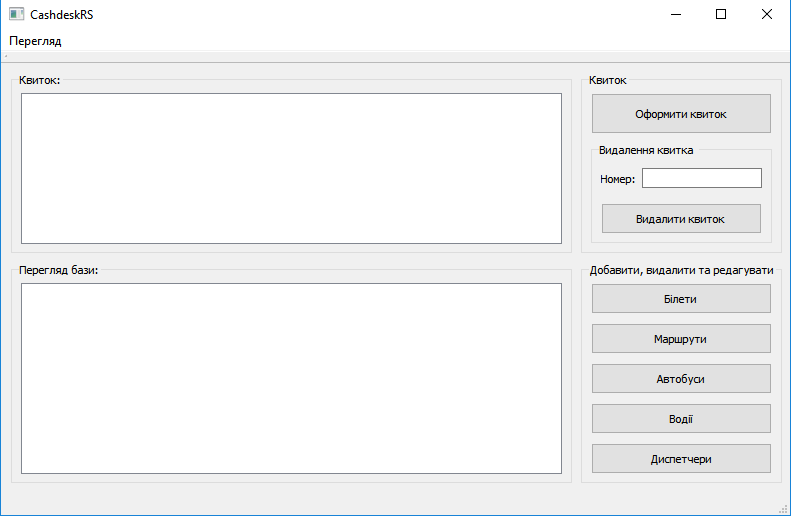 CashdeskRS
Перегляд
Квиток:
Квиток
Оформити квиток
Видалення квитка
Номер:
Видалити квиток
Перегляд бази:
Добавити, видалити та редагувати
Білети
Маршрути
Автобуси
Водії
Диспетчери